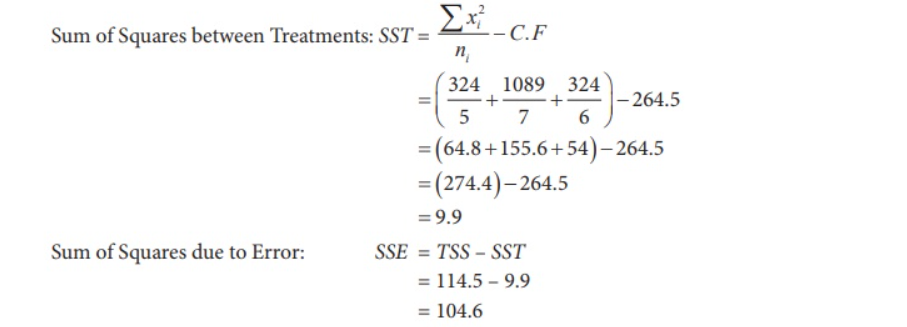 Sum of Squares between Treatments: SST = ∑x_i^2 / n_i – C.F
= (324/5 + 1089/7 + 324/6) – 264.5
= (64.8 + 155.6 + 54) – 264.5
= (274.4) – 264.5
= 9.9
Sum of Squares due to Error: SSE = TSS – SST
= 114.5 – 9.9
= 104.6